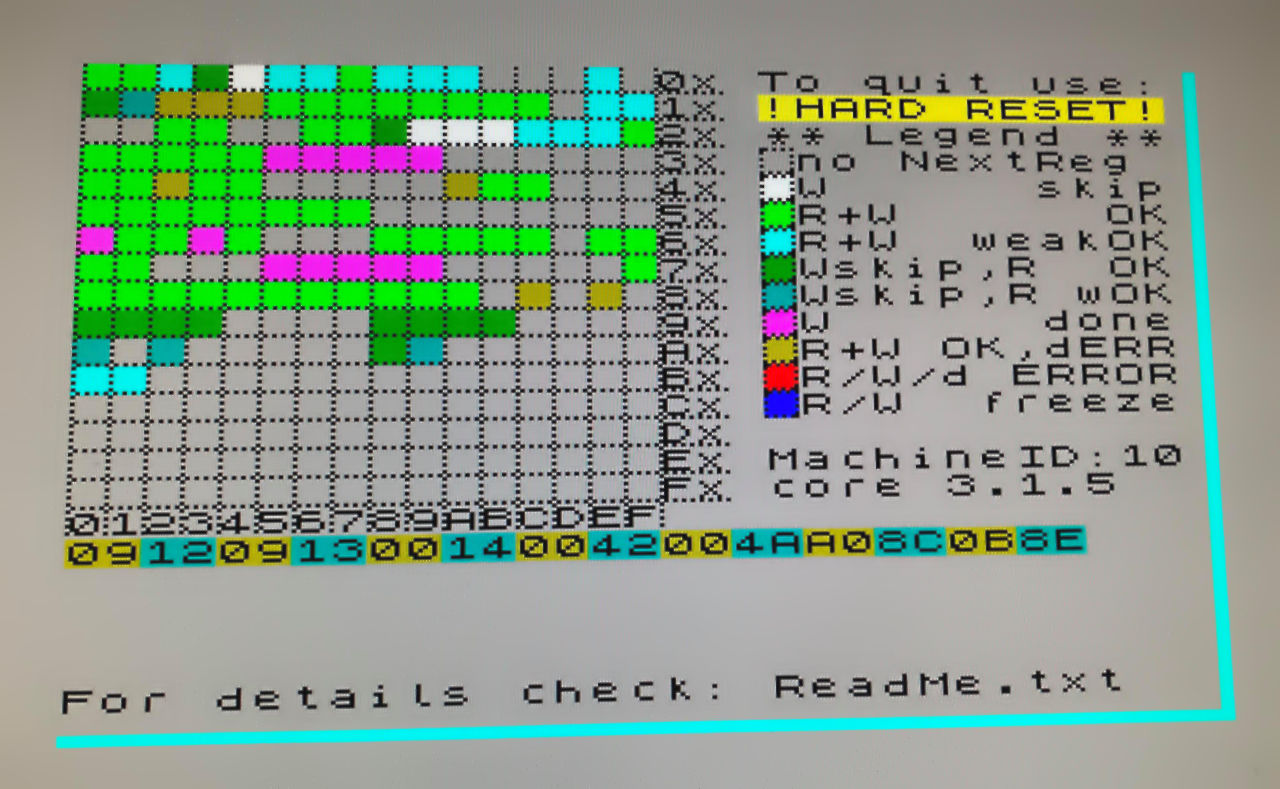 0x.
1x.
2x.
3x.
4x.
5x.
6x.
7x.
8x.
9x.
Ax.
Bx.
Cx.
Dx.
Ex.
Fx.
0123456789ABCDEF
0912091300140042004AA08C0B8E
To quit use:
!HARD RESET!
** Legend **
no NextReg
W skip
R+W OK
R+W weakOK
Wskip,R OK
Wskip,R wOK
W done
R+W OK,dERR
R/W/d ERROR
R/W freeze
MachineID:10
core 3.1.5
For details check: ReadMe.txt